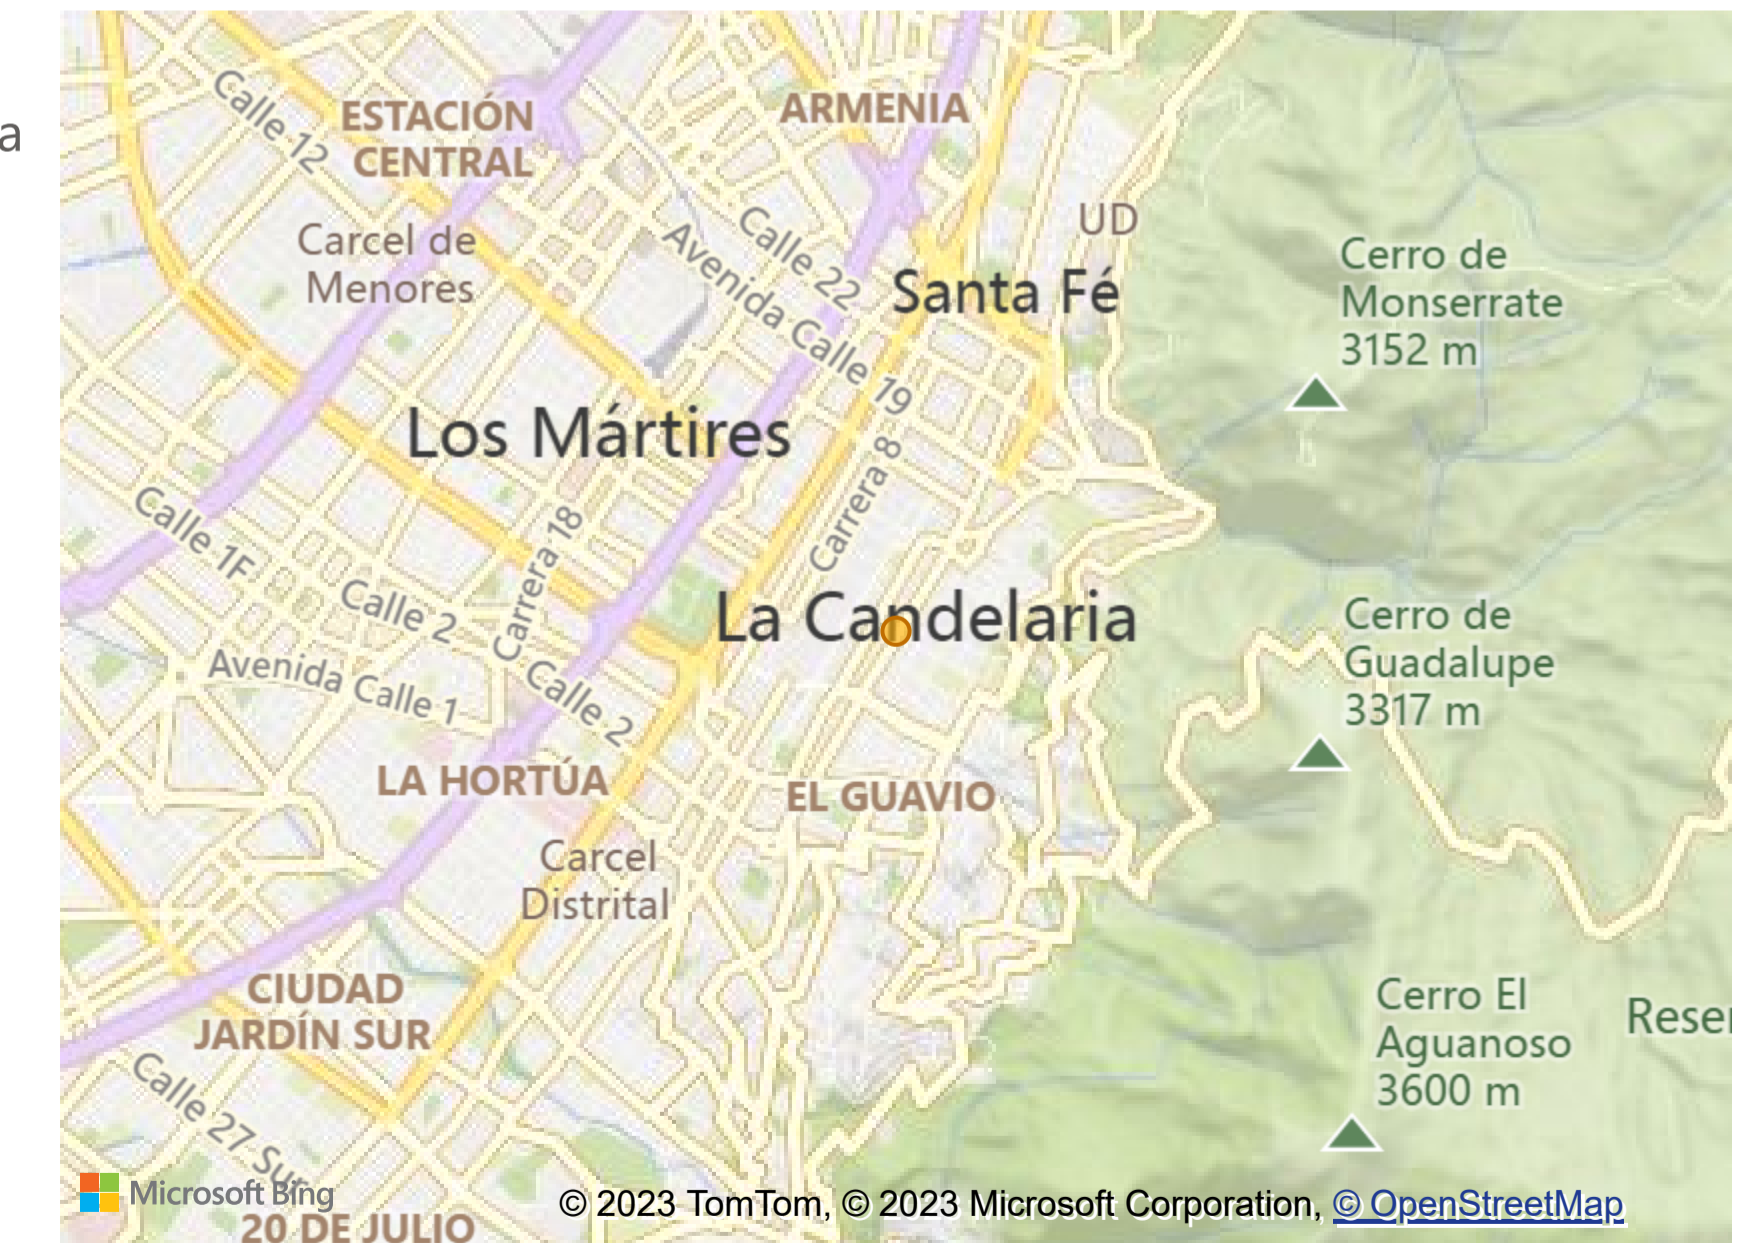 a
Calle 12
ESTACIÓN
CENTRAL
ARMENIA
Carcel de
Menores
Calle 22
Avenida Calle 19
UD
Santa Fé
Cerro de
Monserrate
3152 m
Los Mártires
Carrera 8
Calle 1F
Carrera 18
Calle 2
La Candelaria
Cerro de
Guadalupe
3317 m
Avenida Calle 1
Calle 2
LA HORTÚA
EL GUAVIO
Carcel
Distrital
CIUDAD
JARDÍN SUR
Cerro El
Aguanoso
3600 m
Reser
Calle 27 Sur
Microsoft Bing
© 2023 TomTom, © 2023 Microsoft Corporation, © OpenStreetMap
20 DE JULIO